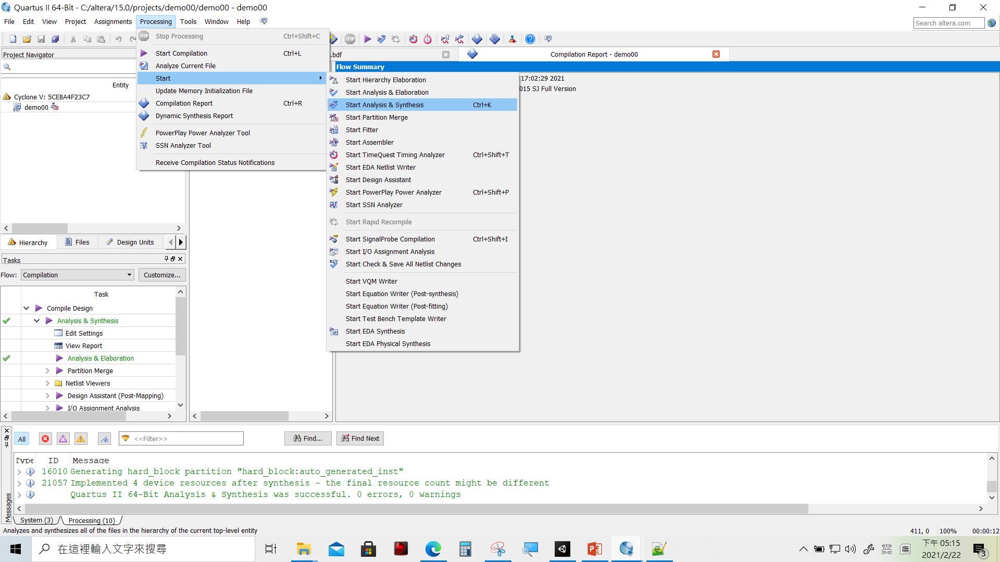 Quartus II 64-Bit - C:/altera/15.0/projects/demo00/demo00 - demo00
File Edit View Project Assignments Processing Tools Window Help
Search altera.com
Stop Processing Ctrl+Shift+C
Start Compilation Ctrl+L
Analyze Current File
Start
Update Memory Initialization File
Compilation Report Ctrl+R
Dynamic Synthesis Report
PowerPlay Power Analyzer Tool
SSN Analyzer Tool
Receive Compilation Status Notifications
Start Hierarchy Elaboration
Start Analysis & Elaboration
Start Analysis & Synthesis Ctrl+K
Start Partition Merge
Start Fitter
Start Assembler
Start TimeQuest Timing Analyzer Ctrl+Shift+T
Start EDA Netlist Writer
Start Design Assistant
Start PowerPlay Power Analyzer Ctrl+Shift+P
Start SSN Analyzer
Start Rapid Recompile
Start SignalProbe Compilation Ctrl+Shift+I
Start I/O Assignment Analysis
Start Check & Save All Netlist Changes
Start VQM Writer
Start Equation Writer (Post-synthesis)
Start Equation Writer (Post-fitting)
Start Test Bench Template Writer
Start EDA Synthesis
Start EDA Physical Synthesis
.bdf
Compilation Report - demo00
Flow Summary
17:02:29 2021
015 SJ Full Version
Project Navigator
Entity
Cyclone V: 5CEBA4F23C7
demo00
Hierarchy Files Design Units
Tasks
Flow: Compilation Customize...
Task
Compile Design
Analysis & Synthesis
Edit Settings
View Report
Analysis & Elaboration
Partition Merge
Netlist Viewers
Design Assistant (Post-Mapping)
I/O Assignment Analysis
All <<Filter>> Find... Find Next
Type ID Message
16010 Generating hard_block partition "hard_block:auto_generated_inst"
21057 Implemented 4 device resources after synthesis - the final resource count might be different
Quartus II 64-Bit Analysis & Synthesis was successful. 0 errors, 0 warnings
Messages
System (3) Processing (10)
Analyzes and synthesizes all of the files in the hierarchy of the current top-level entity
411, 0 100% 00:00:12
在這裡輸入文字來搜尋
英
下午 05:15
2021/2/22
3